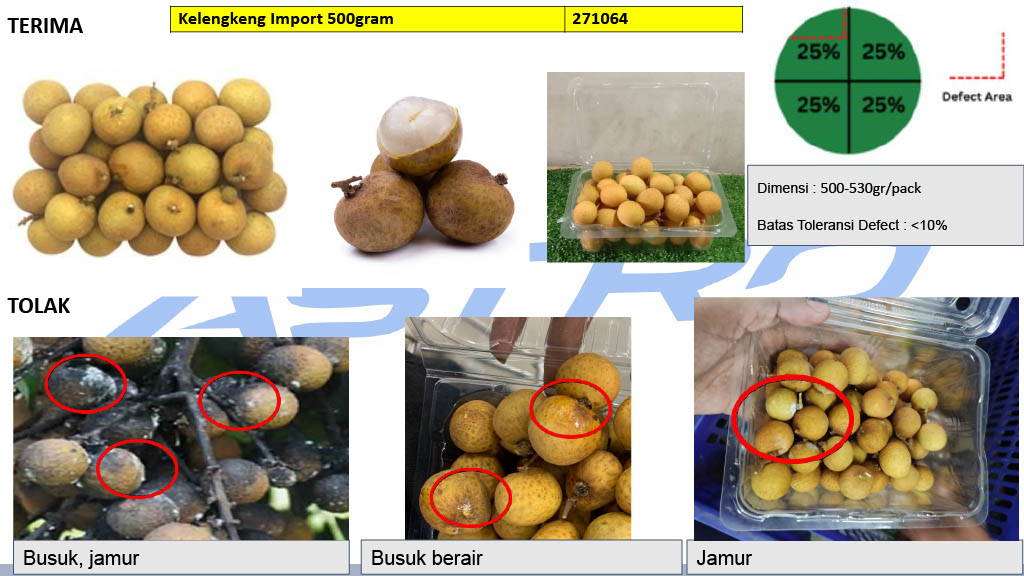 TERIMA
Kelengkeng Import 500gram 271064
25% 25%
25% 25%
Defect Area
Dimensi : 500-530gr/pack
Batas Toleransi Defect : <10%
ASTRO
TOLAK
Busuk, jamur
Busuk berair
Jamur